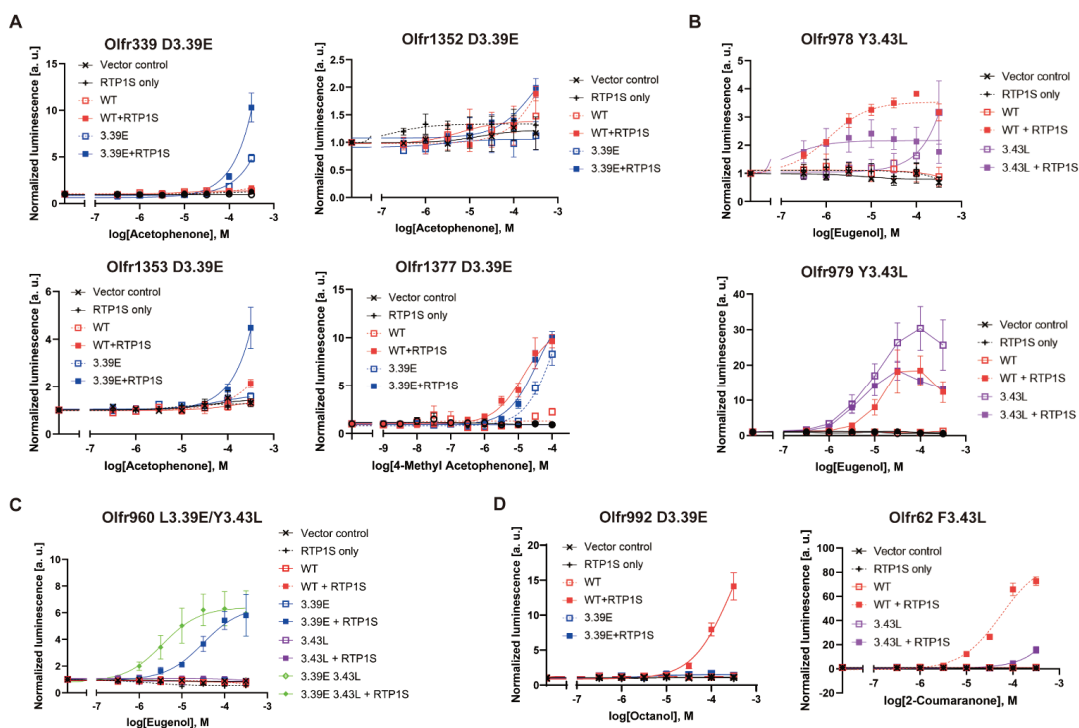 A
Olfr339 D3.39E
Normalized luminescence [a. u.]
15
10
5
0
-7
-6
-5
-4
-3
log[Acetophenone], M
Vector control
RTP1S only
WT
WT+RTP1S
3.39E
3.39E+RTP1S
Olfr1352 D3.39E
Normalized luminescence [a. u.]
2.5
2.0
1.5
1.0
0.5
0.0
-7
-6
-5
-4
-3
log[Acetophenone], M
Vector control
RTP1S only
WT
WT+RTP1S
3.39E
3.39E+RTP1S
B
Olfr978 Y3.43L
Normalized luminescence [a. u.]
5
4
3
2
1
0
-7
-6
-5
-4
-3
log[Eugenol], M
Vector control
RTP1S only
WT
WT + RTP1S
3.43L
3.43L + RTP1S
Olfr1353 D3.39E
Normalized luminescence [a. u.]
6
4
2
0
-7
-6
-5
-4
-3
log[Acetophenone], M
Vector control
RTP1S only
WT
WT+RTP1S
3.39E
3.39E+RTP1S
Olfr1377 D3.39E
Normalized luminescence [a. u.]
15
10
5
0
-9
-8
-7
-6
-5
-4
log[4-Methyl Acetophenone], M
Vector control
RTP1S only
WT
WT+RTP1S
3.39E
3.39E+RTP1S
Olfr979 Y3.43L
Normalized luminescence [a. u.]
40
30
20
10
0
-7
-6
-5
-4
-3
log[Eugenol], M
Vector control
RTP1S only
WT
WT + RTP1S
3.43L
3.43L + RTP1S
C
Olfr960 L3.39E/Y3.43L
Normalized luminescence [a. u.]
10
8
6
4
2
0
-7
-6
-5
-4
-3
log[Eugenol], M
Vector control
RTP1S only
WT
WT + RTP1S
3.39E
3.39E + RTP1S
3.43L
3.43L + RTP1S
3.39E 3.43L
3.39E 3.43L + RTP1S
D
Olfr992 D3.39E
Normalized luminescence [a. u.]
20
15
10
5
0
-7
-6
-5
-4
-3
log[Octanol], M
Vector control
RTP1S only
WT
WT+RTP1S
3.39E
3.39E+RTP1S
Olfr62 F3.43L
Normalized luminescence [a. u.]
100
80
60
40
20
0
-20
-7
-6
-5
-4
-3
log[2-Coumaranone], M
Vector control
RTP1S only
WT
WT + RTP1S
3.43L
3.43L + RTP1S